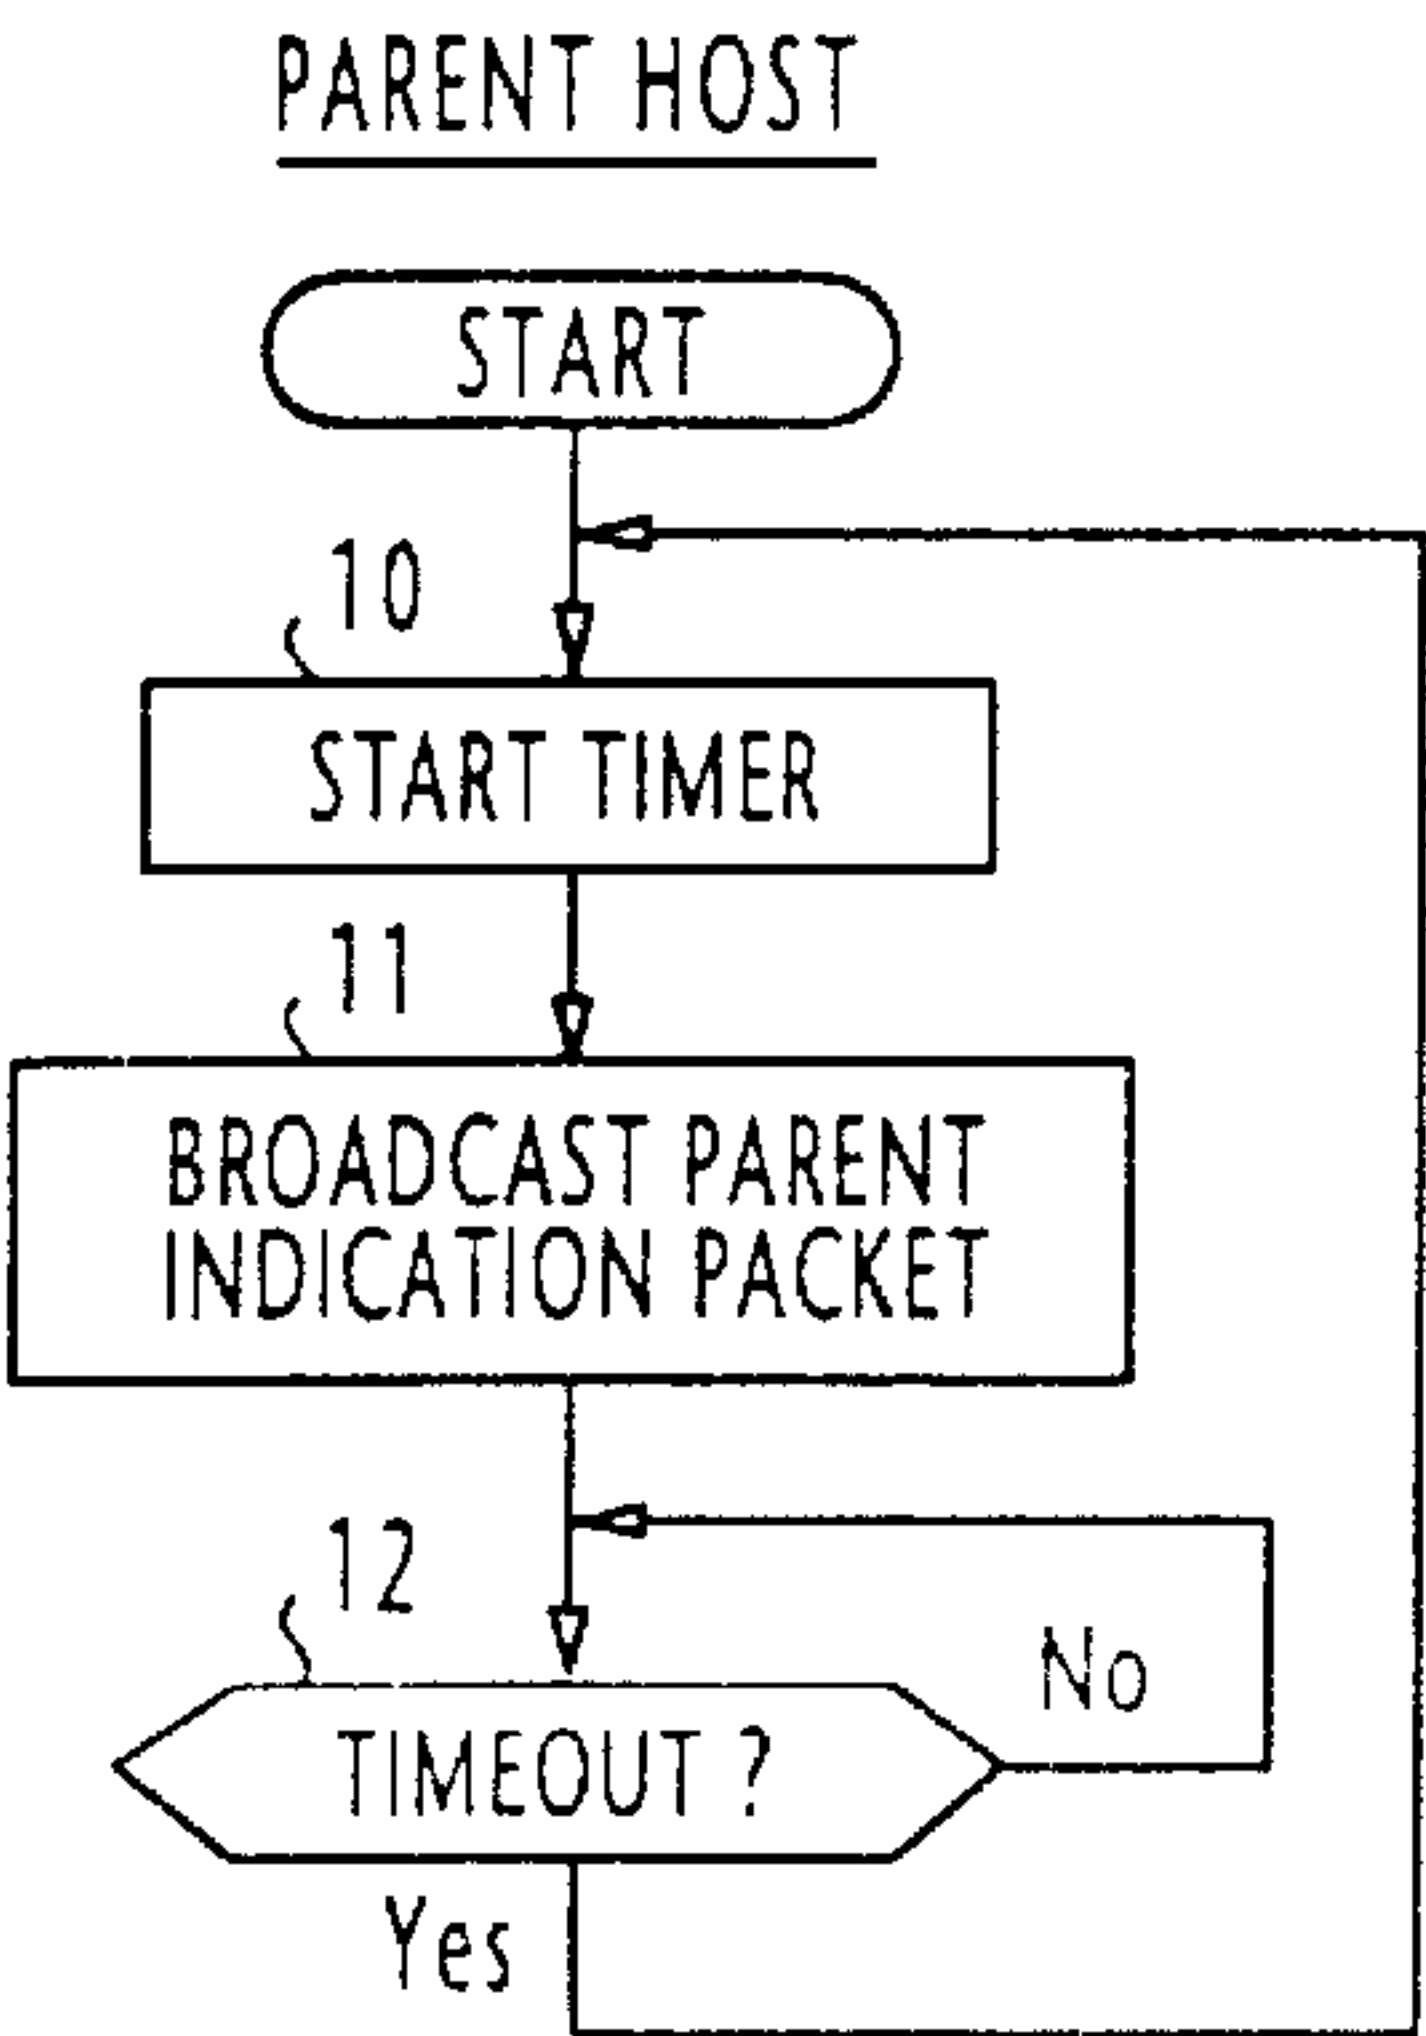 PARENT HOST
START
10
START TIMER
11
BROADCAST PARENT
INDICATION PACKET
12
No
TIMEOUT ?
Yes